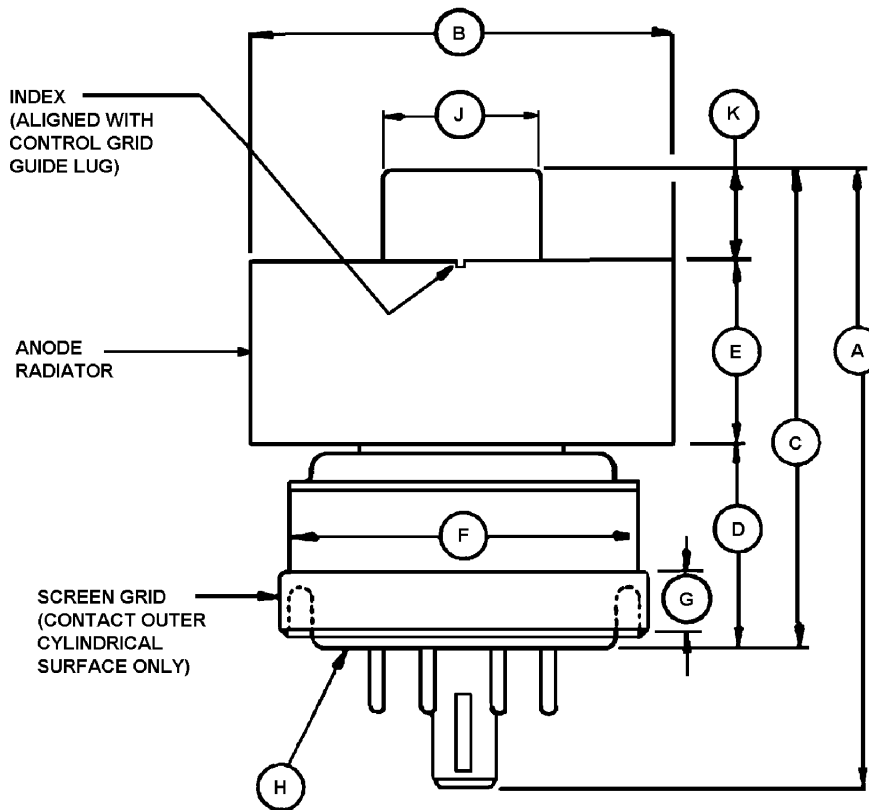 B
INDEX
(ALIGNED WITH
CONTROL GRID
GUIDE LUG)
J
K
ANODE
RADIATOR
E
A
C
F
D
SCREEN GRID
(CONTACT OUTER
CYLINDRICAL
SURFACE ONLY)
G
H